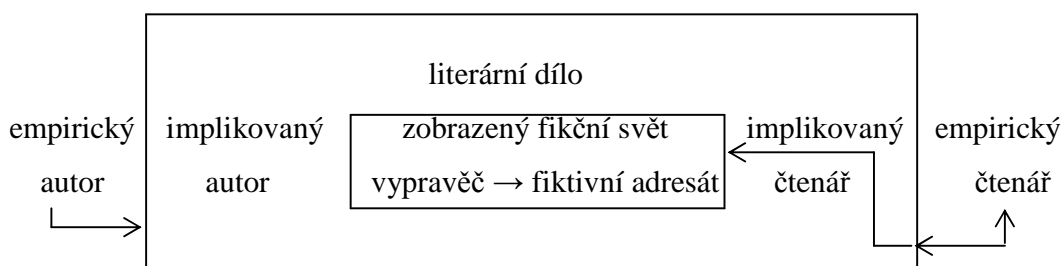 literární dílo
empirický implikovaný zobrazený fikční svět implikovaný empirický
autor autor vypravěč → fiktivní adresát čtenář čtenář